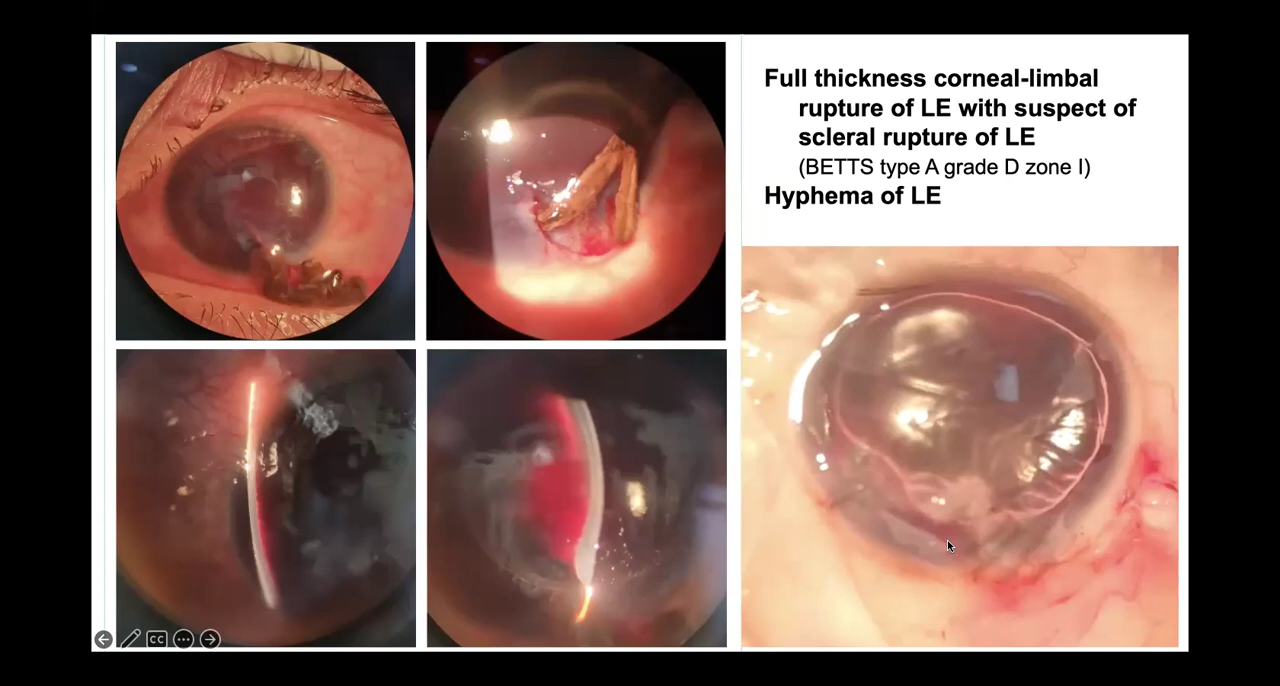 Full thickness corneal-limbal
rupture of LE with suspect of
scleral rupture of LE
(BETTS type A grade D zone I)
Hyphema of LE
CC